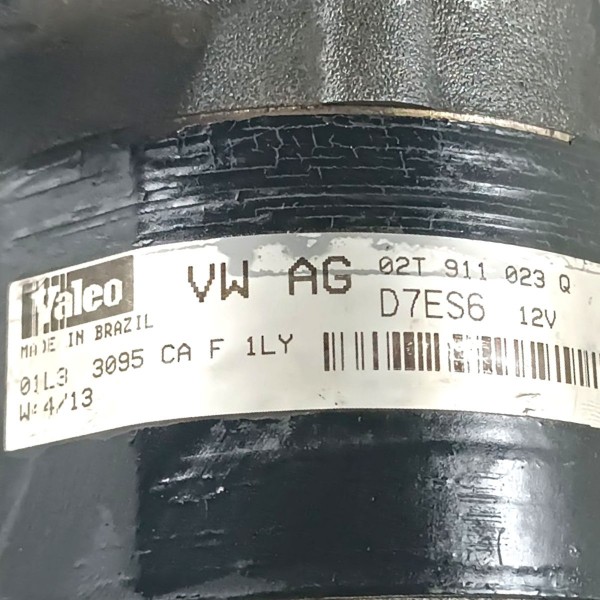 Valeo
VW AG 02T 911 023 Q
D7ES6 12V
MADE IN BRAZIL
01L3 3095 CA F 1LY
W:4/13